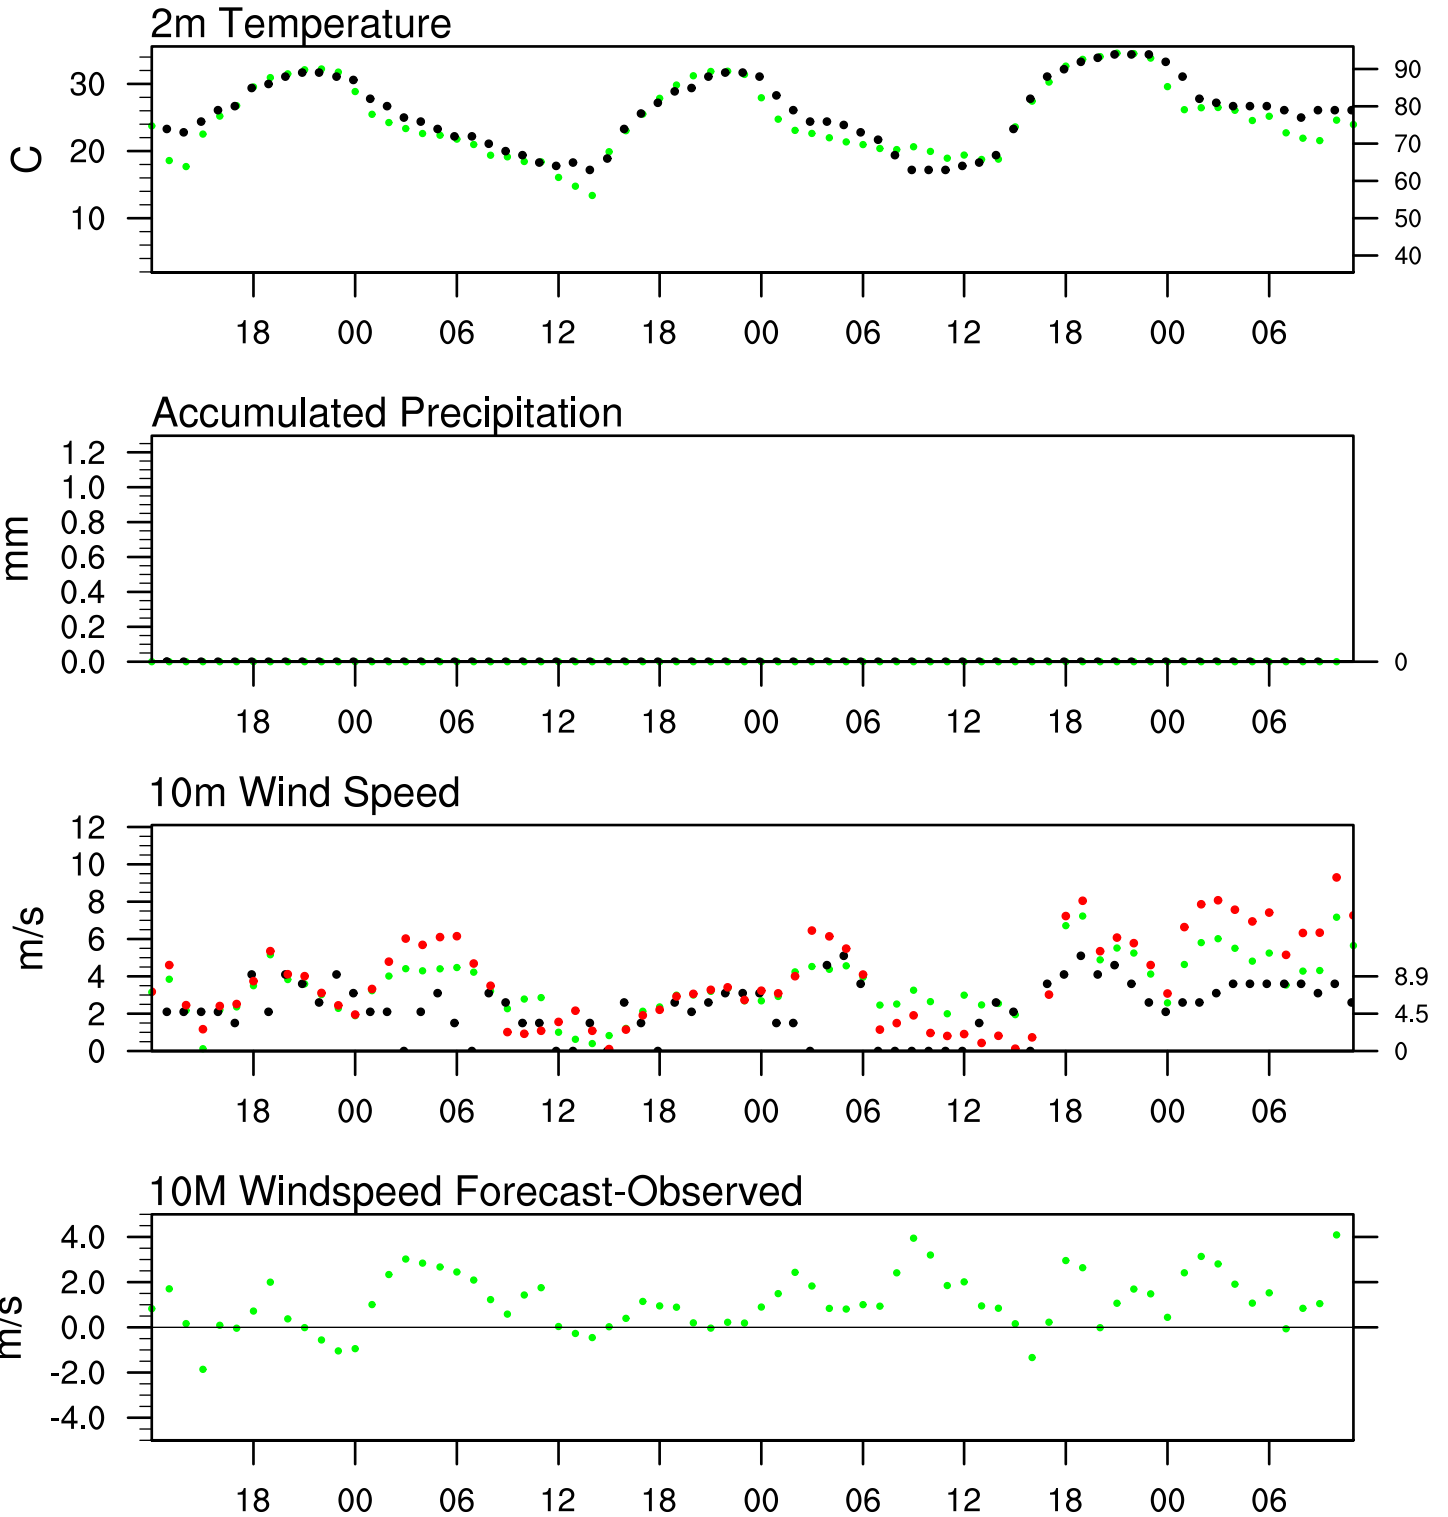 2m Temperature
30
20
10
C
90
80
70
60
50
40
18 00 06 12 18 00 06 12 18 00 06
Accumulated Precipitation
1.2
1.0
0.8
0.6
0.4
0.2
0.0
mm
0
18 00 06 12 18 00 06 12 18 00 06
10m Wind Speed
12
10
8
6
4
2
0
m/s
8.9
4.5
0
18 00 06 12 18 00 06 12 18 00 06
10M Windspeed Forecast-Observed
4.0
2.0
0.0
-2.0
-4.0
m/s
18 00 06 12 18 00 06 12 18 00 06